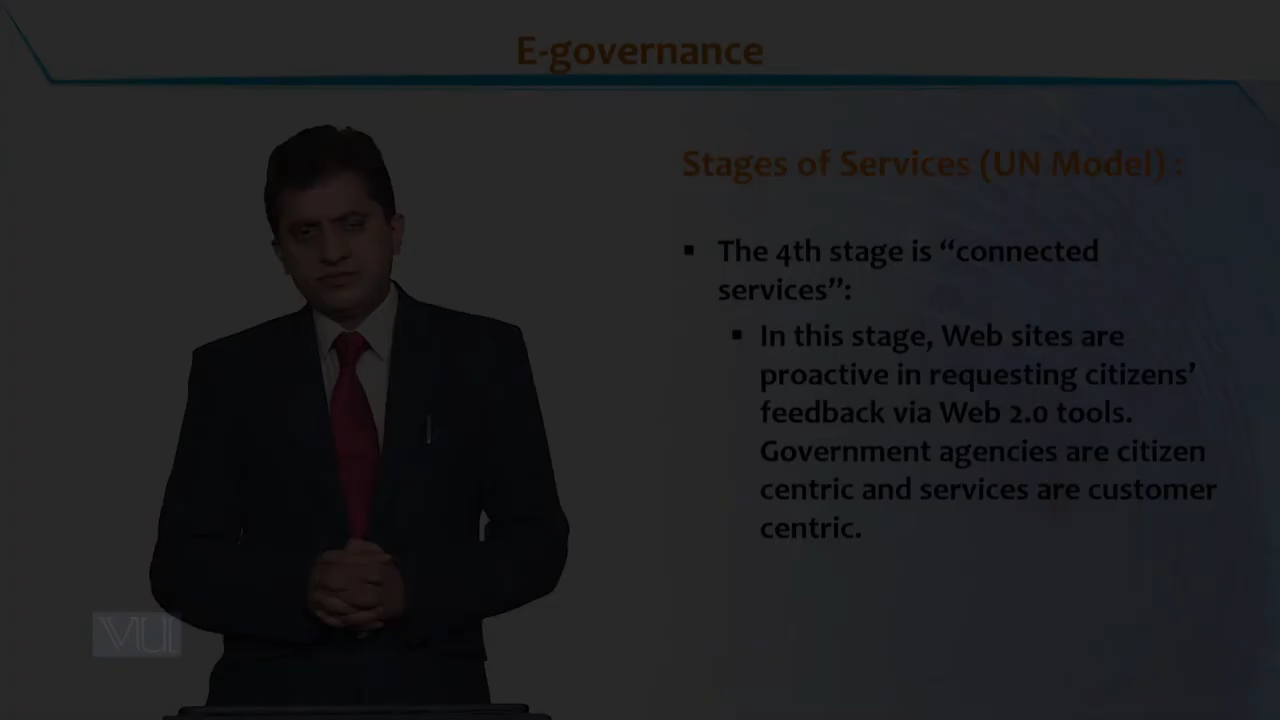 E-governance
Stages of Services (UN Model) :
▪ The 4th stage is “connected
services”:
▪ In this stage, Web sites are
proactive in requesting citizens’
feedback via Web 2.0 tools.
Government agencies are citizen
centric and services are customer
centric.
VU